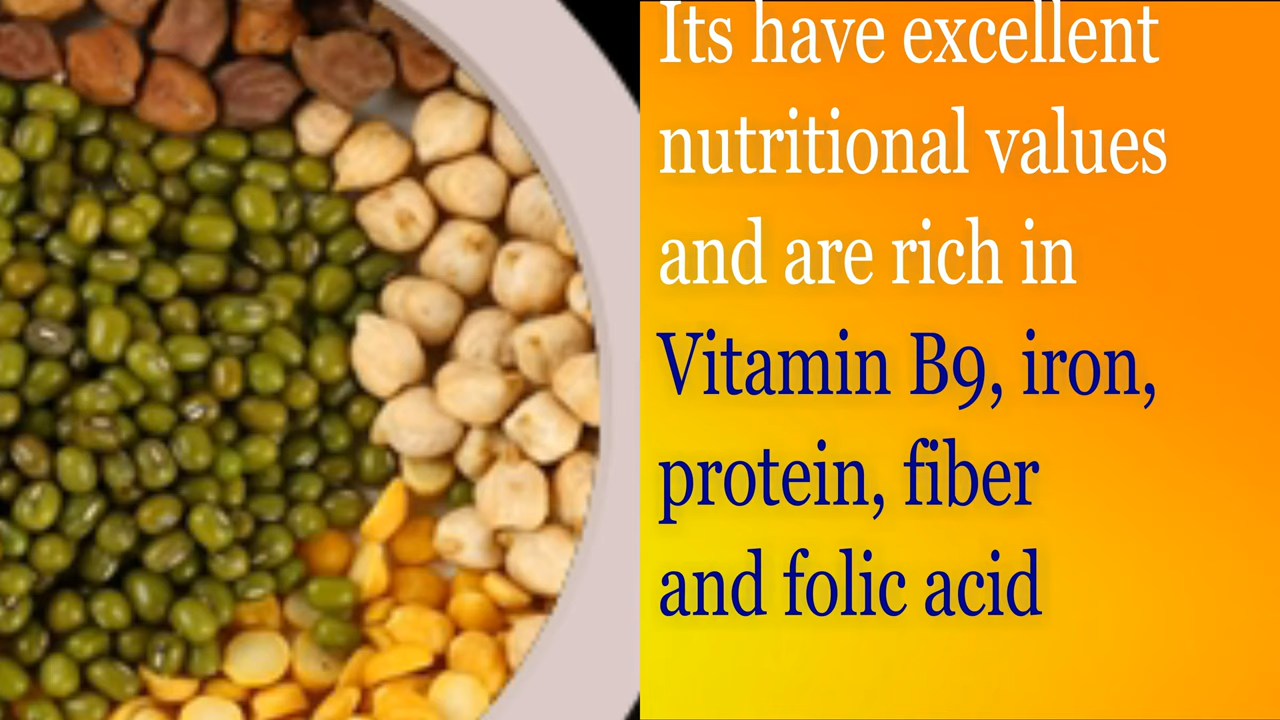 Its have excellent
nutritional values
and are rich in
Vitamin B9, iron,
protein, fiber
and folic acid